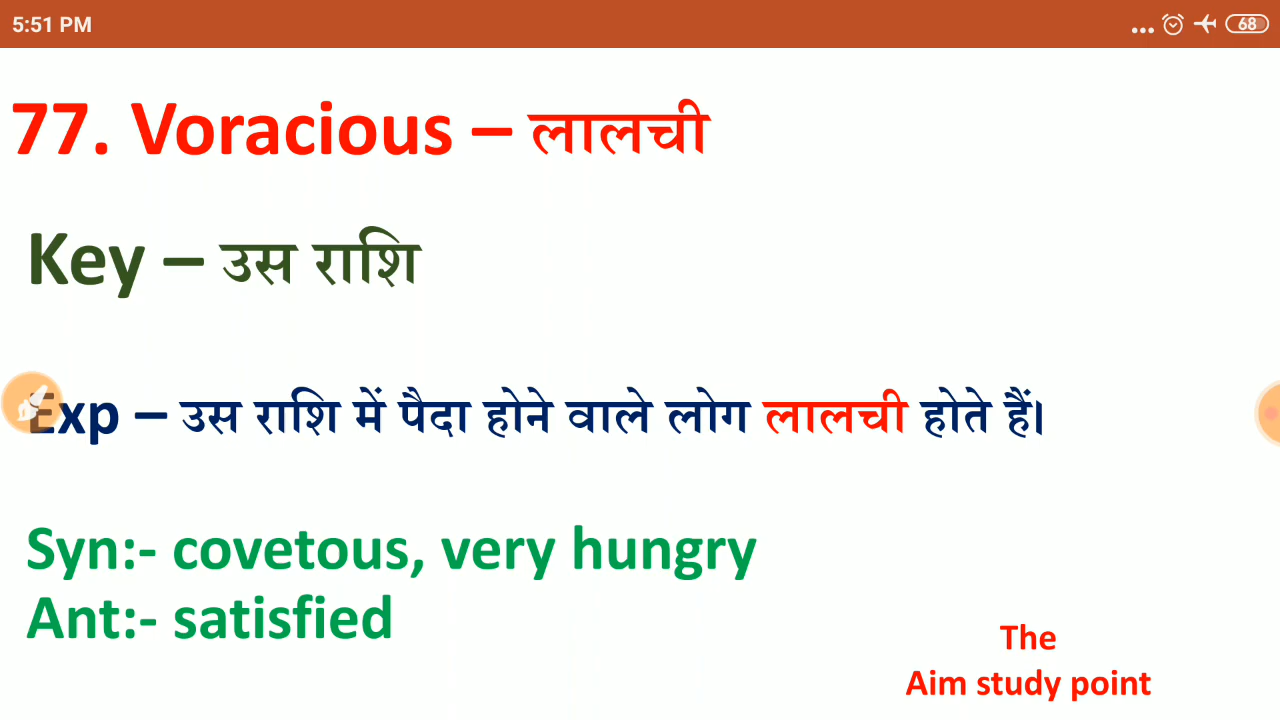 5:51 PM
68
77. Voracious – लालची
Key – उस राशि
Exp – उस राशि में पैदा होने वाले लोग लालची होते हैं।
Syn:- covetous, very hungry
Ant:- satisfied
The
Aim study point